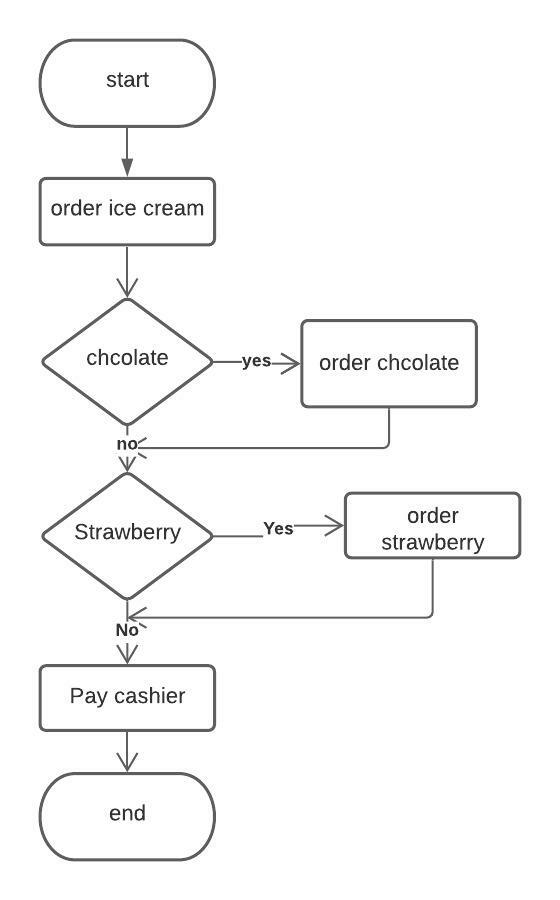 start
order ice cream
chcolate
yes
order chcolate
no
Strawberry
Yes
order
strawberry
No
Pay cashier
end